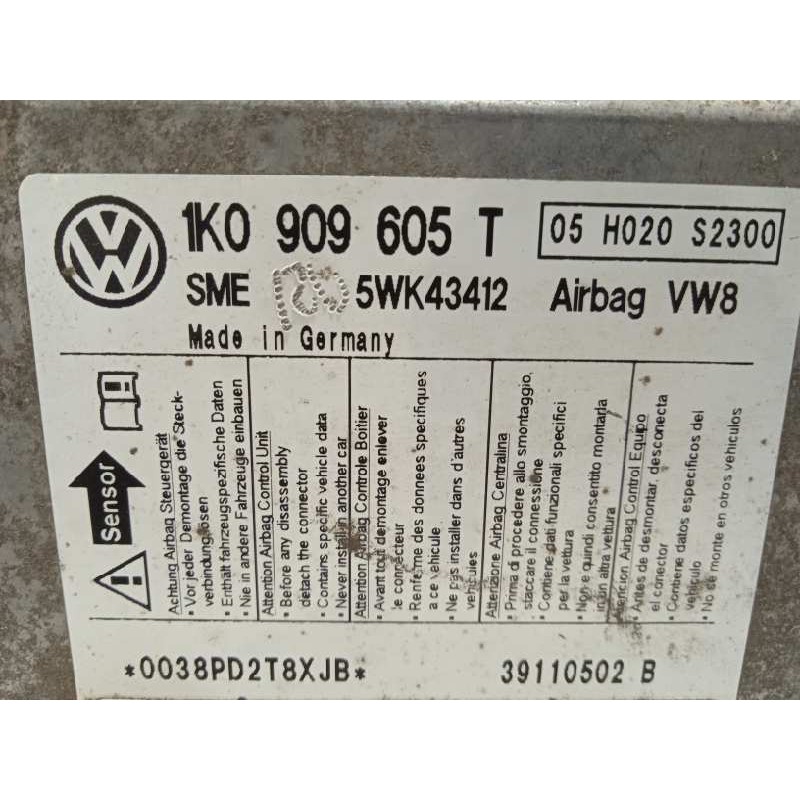 1K0 909 605 T
05 H020 S2300
SME 5WK43412 Airbag VW8
Made in Germany
Sensor
Achtung Airbag Steuergerät
• Vor jeder Demontage die Steck-
verbindung lösen
• Enthält fahrzeugspezifische Daten
• Nie in andere Fahrzeuge einbauen
Attention Airbag Control Unit
• Before any disassembly
detach the connector
• Contains specific vehicle data
• Never install in another car
Attention Airbag Controle Boitier
• Avant tout demontage enlever
le connecteur
• Renferme des donnees specifiques
a ce vehicule
• Ne pas installer dans d'autres
vehicules
Attenzione Airbag Centralina
• Prima di procedere allo smontaggio,
staccare il connessione
• Contiene dati funzionali specifici
per la vettura
• Non e quindi consentito montarla
in un altra vettura
Atencion Airbag Control Equipo
• Antes de desmontar, desconecta
el conector
• Contiene datos especificos del
vehiculo
• No se monte en otros vehiculos
*0038PD2T8XJB*
39110502 B